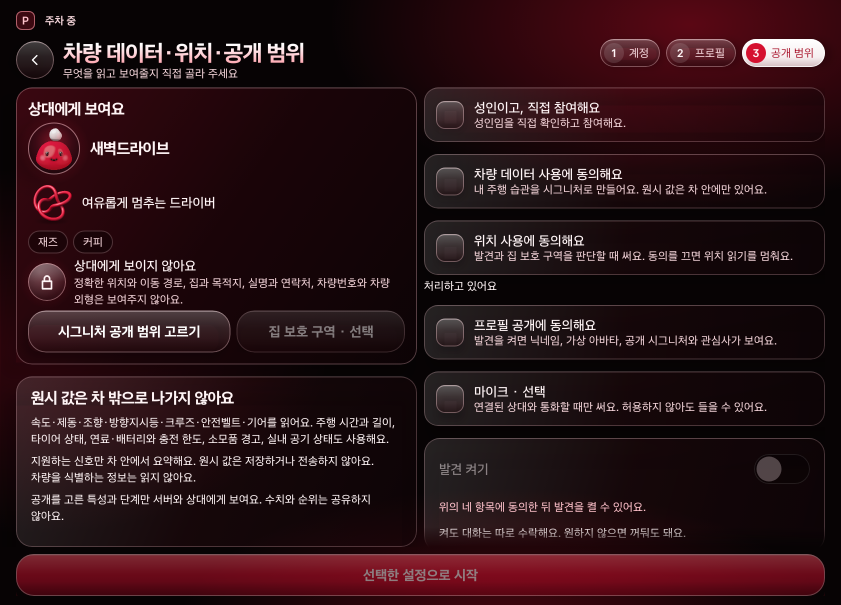 P 주차 중
차량 데이터·위치·공개 범위
무엇을 읽고 보여줄지 직접 골라 주세요
1 계정
2 프로필
3 공개 범위
상대에게 보여요
새벽드라이브
여유롭게 멈추는 드라이버
재즈
커피
상대에게 보이지 않아요
정확한 위치와 이동 경로, 집과 목적지, 실명과 연락처, 차량번호와 차량
외형은 보여주지 않아요.
시그니처 공개 범위 고르기
집 보호 구역 · 선택
원시 값은 차 밖으로 나가지 않아요
속도·제동·조향·방향지시등·크루즈·안전벨트·기어를 읽어요. 주행 시간과 길이,
타이어 상태, 연료·배터리와 충전 한도, 소모품 경고, 실내 공기 상태도 사용해요.
지원하는 신호만 차 안에서 요약해요. 원시 값은 저장하거나 전송하지 않아요.
차량을 식별하는 정보는 읽지 않아요.
공개를 고른 특성과 단계만 서버와 상대에게 보여요. 수치와 순위는 공유하지
않아요.
성인이고, 직접 참여해요
성인임을 직접 확인하고 참여해요.
차량 데이터 사용에 동의해요
내 주행 습관을 시그니처로 만들어요. 원시 값은 차 안에만 있어요.
위치 사용에 동의해요
발견과 집 보호 구역을 판단할 때 써요. 동의를 끄면 위치 읽기를 멈춰요.
처리하고 있어요
프로필 공개에 동의해요
발견을 켜면 닉네임, 가상 아바타, 공개 시그니처와 관심사가 보여요.
마이크 · 선택
연결된 상대와 통화할 때만 써요. 허용하지 않아도 들을 수 있어요.
발견 켜기
위의 네 항목에 동의한 뒤 발견을 켤 수 있어요.
켜도 대화는 따로 수락해요. 원하지 않으면 꺼둬도 돼요.
선택한 설정으로 시작